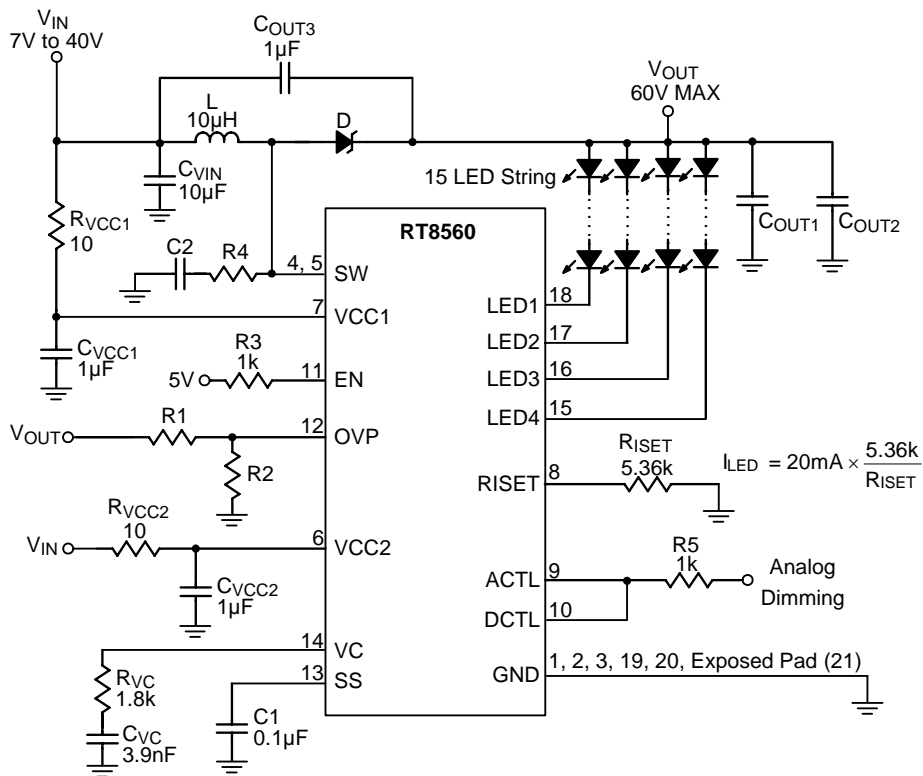 VIN
7V to 40V
COUT3
1µF
VOUT
60V MAX
L
10µH
D
CVIN
10µF
15 LED String
COUT1
COUT2
RVCC1
10
RT8560
C2
R4
4, 5
SW
LED1
18
7
VCC1
LED2
17
CVCC1
1µF
R3
1k
5V
11
EN
LED3
16
LED4
15
VOUT
R1
12
OVP
R2
RISET
8
RISET
5.36k
ILED = 20mA × 5.36k / RISET
RVCC2
10
VIN
6
VCC2
CVCC2
1µF
ACTL
9
R5
1k
Analog
Dimming
DCTL
10
14
VC
GND
1, 2, 3, 19, 20, Exposed Pad (21)
RVC
1.8k
13
SS
C1
0.1µF
CVC
3.9nF